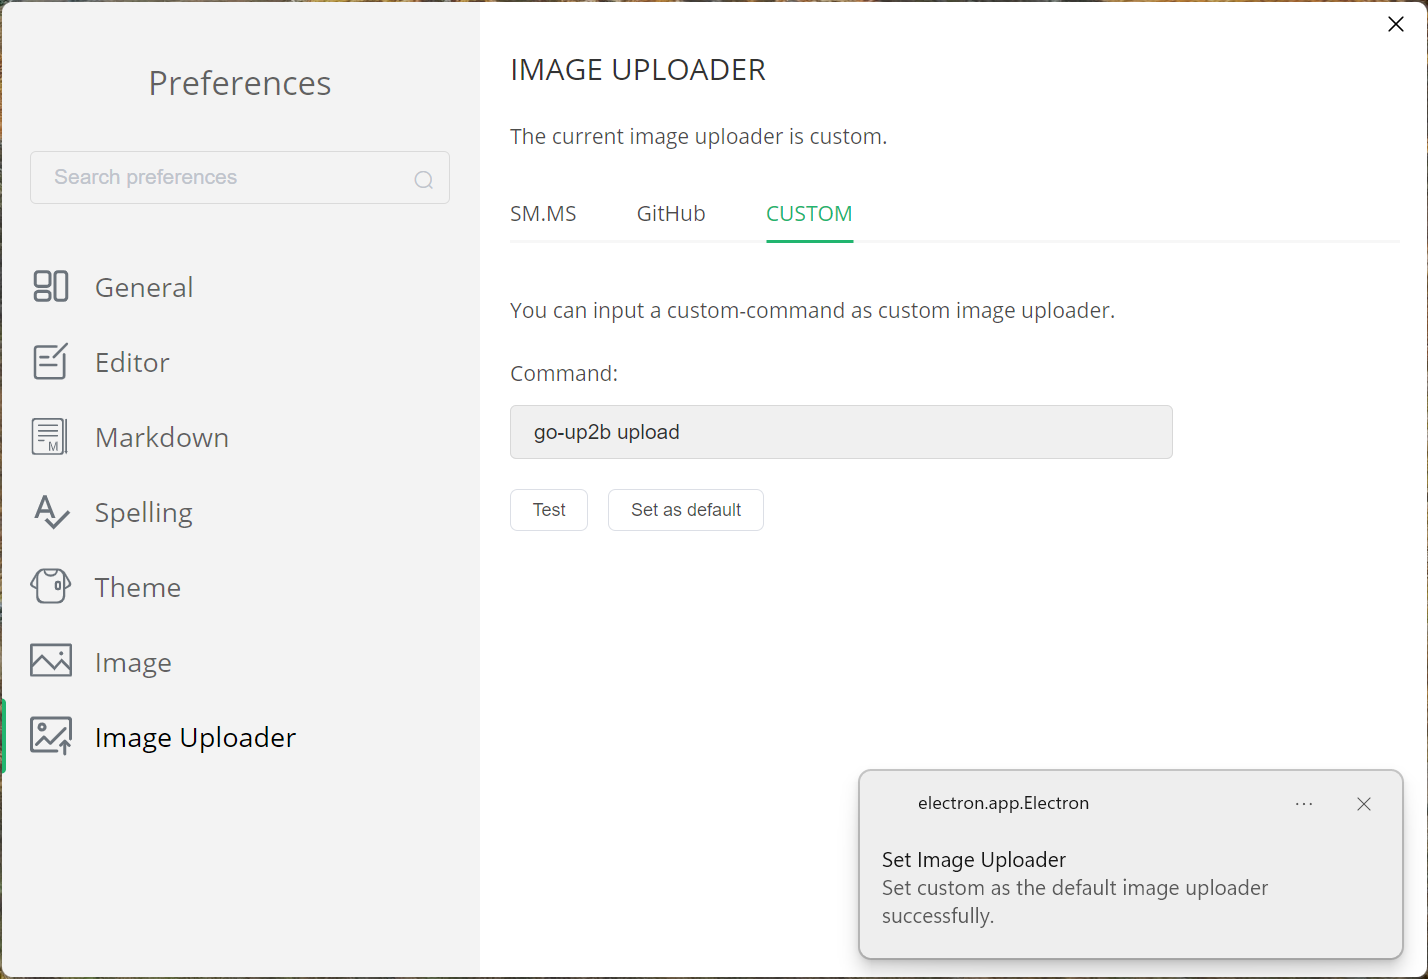 Preferences
Search preferences
General
Editor
Markdown
Spelling
Theme
Image
Image Uploader
IMAGE UPLOADER
The current image uploader is custom.
SM.MS GitHub CUSTOM
You can input a custom-command as custom image uploader.
Command:
go-up2b upload
Test Set as default
electron.app.Electron
Set Image Uploader
Set custom as the default image uploader
successfully.